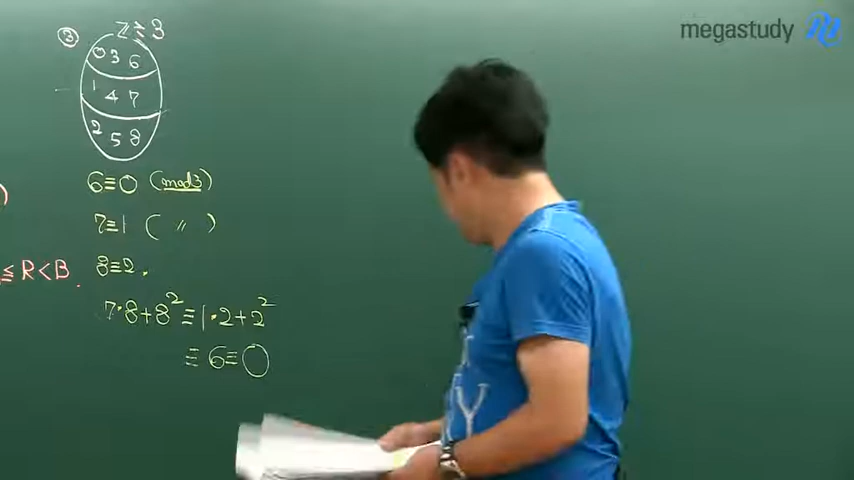 megastudy
③ Z÷3
0 3 6
1 4 7
2 5 8
6≡0 (mod3)
)
7≡1 ( 〃 )
≦R<B.
8≡2.
7·8+8²≡1·2+2²
≡6≡0